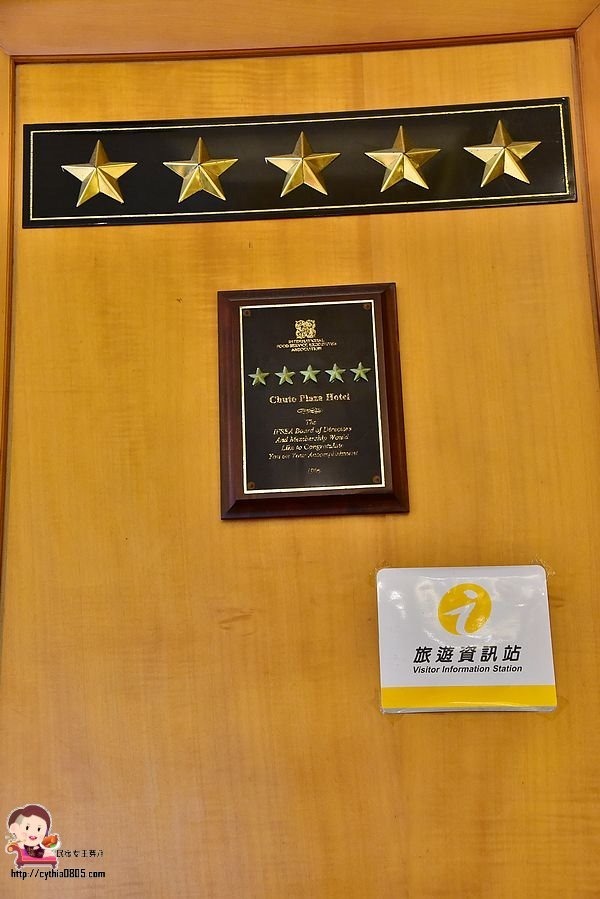 INTERNATIONAL
FOOD SERVICE EXECUTIVES
ASSOCIATION
Chuto Plaza Hotel
The
IFSEA Board of Directors
And Membership Would
Like to Congratulate
You on Your Accomplishment
i
旅遊資訊站
Visitor Information Station
http://cythia0805.com